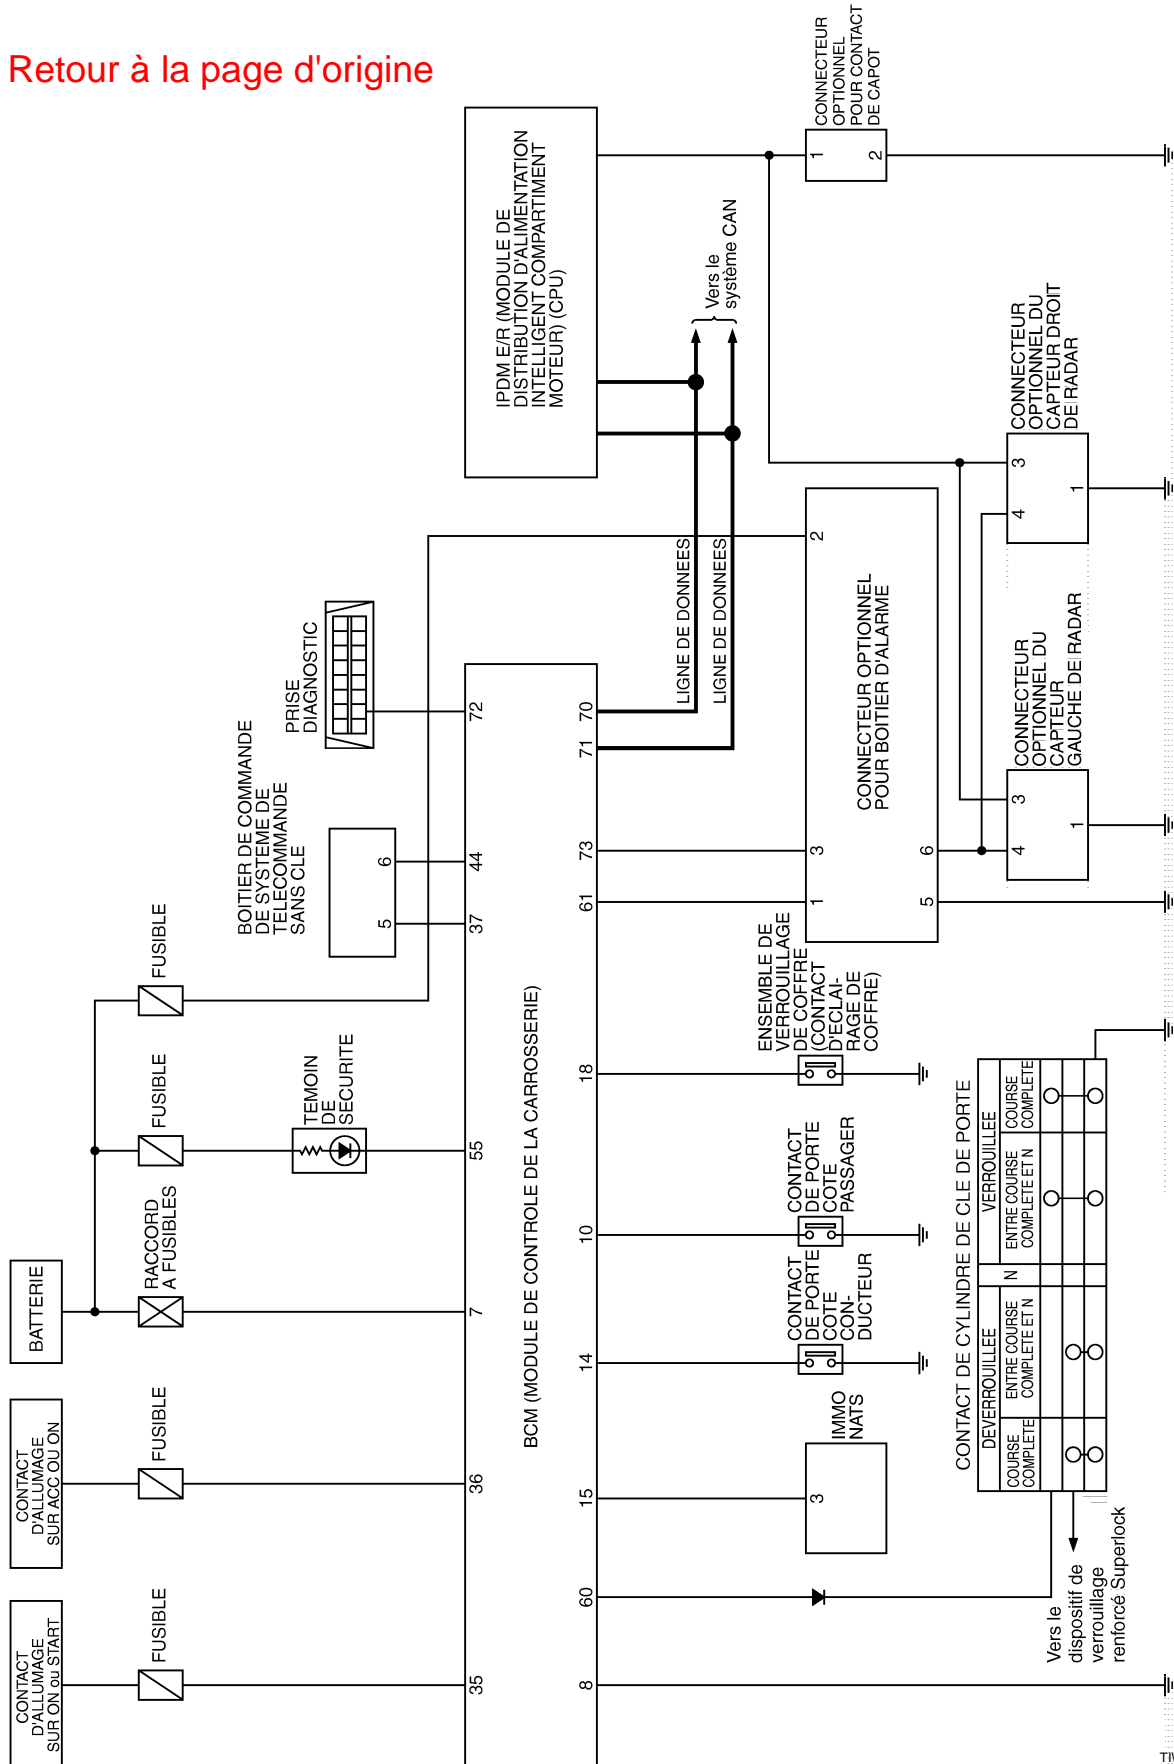 Retour à la page d'origine
CONTACT
D'ALLUMAGE
SUR ON ou START
FUSIBLE
35
CONTACT
D'ALLUMAGE
SUR ACC OU ON
FUSIBLE
36
BATTERIE
RACCORD
A FUSIBLES
7
FUSIBLE
TEMOIN
DE
SECURITE
55
FUSIBLE
BOITIER DE COMMANDE
DE SYSTEME DE
TELECOMMANDE
SANS CLE
5
6
37
44
PRISE
DIAGNOSTIC
72
BCM (MODULE DE CONTROLE DE LA CARROSSERIE)
IPDM E/R (MODULE DE
DISTRIBUTION D'ALIMENTATION
INTELLIGENT COMPARTIMENT
MOTEUR) (CPU)
8
60
15
14
10
18
61
73
71
70
LIGNE DE DONNEES
LIGNE DE DONNEES
Vers le
système CAN
IMMO
NATS
3
CONTACT
DE PORTE
COTE
CON-
DUCTEUR
CONTACT
DE PORTE
COTE
PASSAGER
ENSEMBLE DE
VERROUILLAGE
DE COFFRE
(CONTACT
D'ECLAI-
RAGE DE
COFFRE)
CONNECTEUR OPTIONNEL
POUR BOITIER D'ALARME
1
3
2
5
6
CONNECTEUR
OPTIONNEL
POUR CONTACT
DE CAPOT
1
2
CONNECTEUR
OPTIONNEL DU
CAPTEUR
GAUCHE DE RADAR
4
3
1
CONNECTEUR
OPTIONNEL DU
CAPTEUR DROIT
DE RADAR
4
3
1
CONTACT DE CYLINDRE DE CLE DE PORTE
DEVERROUILLEE
N
VERROUILLEE
COURSE
COMPLETE
ENTRE COURSE
COMPLETE ET N
ENTRE COURSE
COMPLETE ET N
COURSE
COMPLETE
Vers le
dispositif de
verrouillage
renforcé Superlock